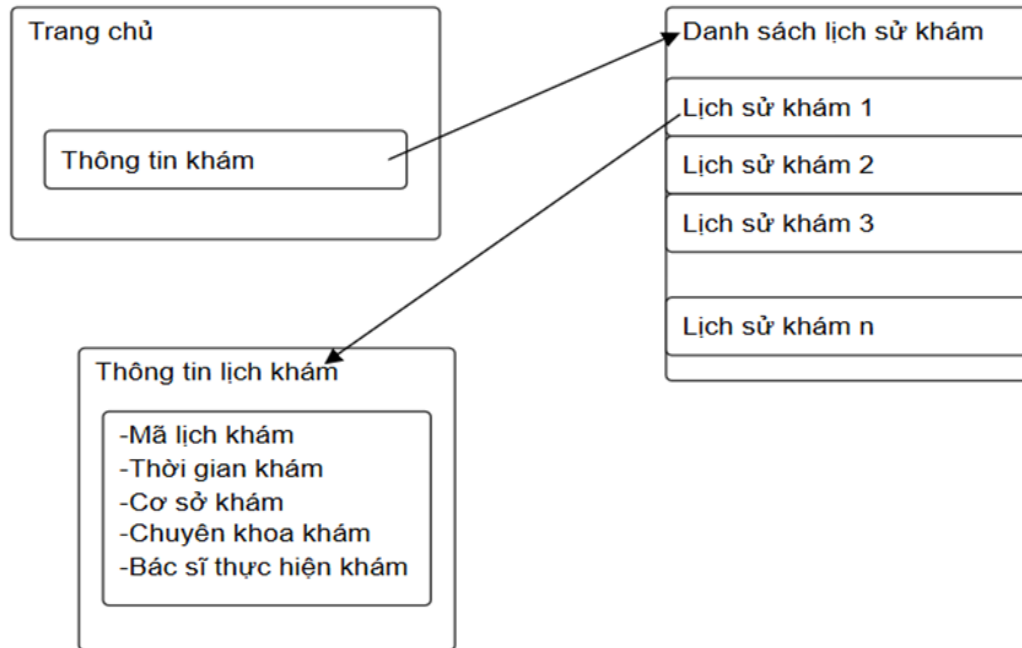 Trang chủ
Thông tin khám
Danh sách lịch sử khám
Lịch sử khám 1
Lịch sử khám 2
Lịch sử khám 3
Lịch sử khám n
Thông tin lịch khám
-Mã lịch khám
-Thời gian khám
-Cơ sở khám
-Chuyên khoa khám
-Bác sĩ thực hiện khám